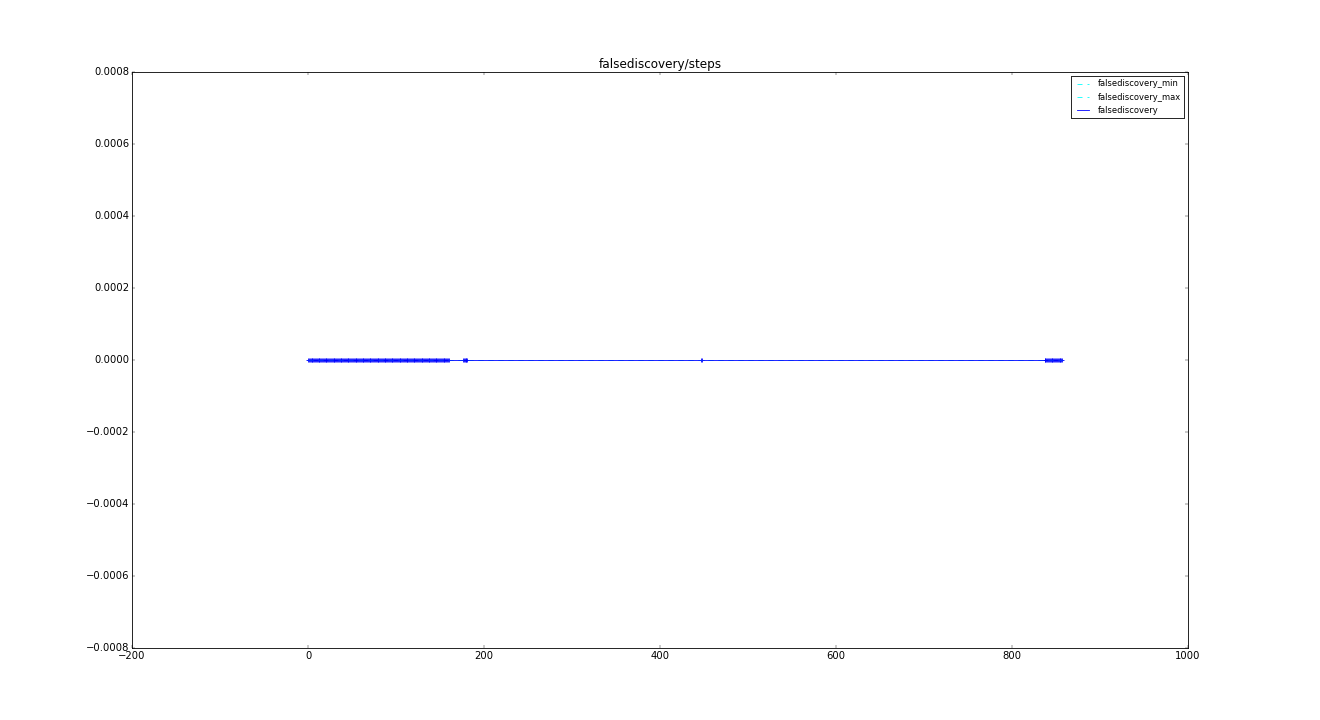 falsediscovery/steps
0.0008
falsediscovery_min
falsediscovery_max
falsediscovery
0.0006
0.0004
0.0002
0.0000
−0.0002
−0.0004
−0.0006
−0.0008
−200 0 200 400 600 800 1000